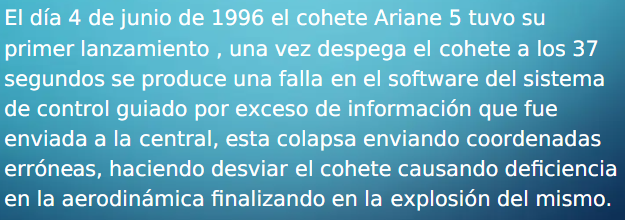 El día 4 de junio de 1996 el cohete Ariane 5 tuvo su
primer lanzamiento , una vez despega el cohete a los 37
segundos se produce una falla en el software del sistema
de control guiado por exceso de información que fue
enviada a la central, esta colapsa enviando coordenadas
erróneas, haciendo desviar el cohete causando deficiencia
en la aerodinámica finalizando en la explosión del mismo.